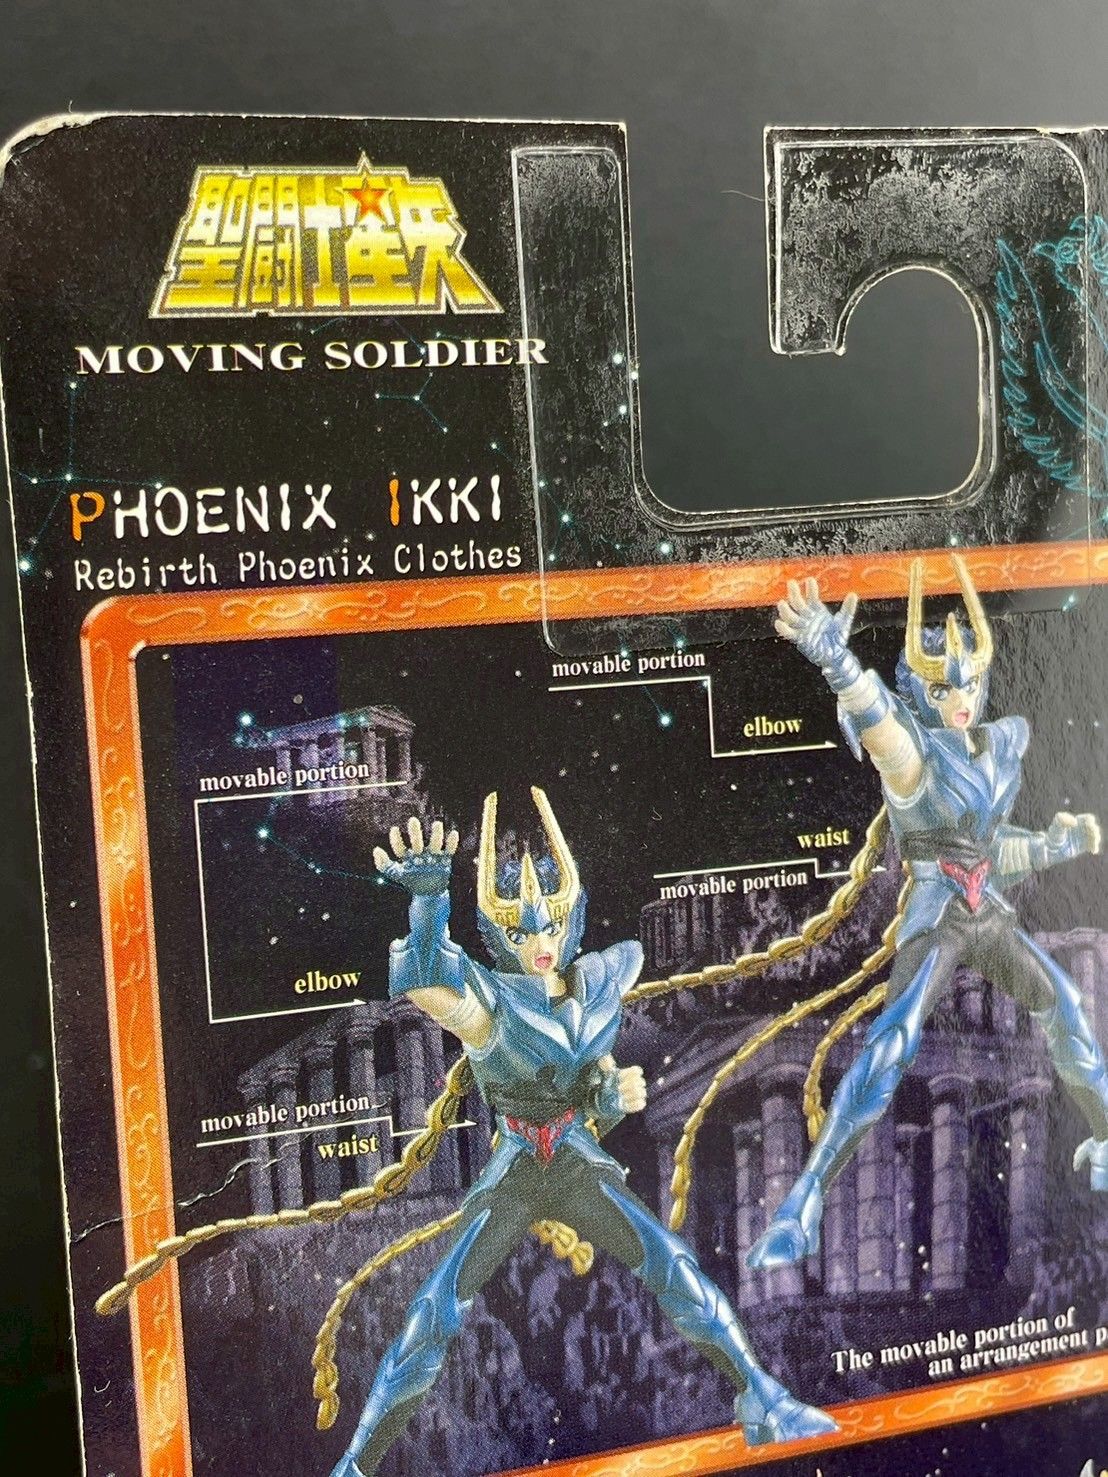 聖闘士星矢
MOVING SOLDIER
PHOENIX IKKI
Rebirth Phoenix Clothes
movable portion
elbow
movable portion
waist
movable portion
elbow
movable portion
waist
The movable portion of
an arrangement